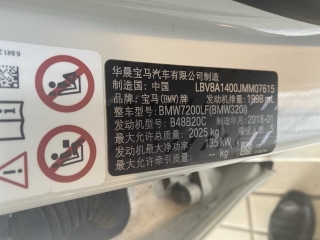 华晨宝马汽车有限公司制造
制造国: 中国 LBV8A1400JMM07615
品牌: 宝马(BMW)牌 发动机排量: 1998 mL
整车型号: BMW7200LF(BMW320i)
发动机型号: B48B20C 制造年月: 2018-01
最大允许总质量: 2025 kg
发动机最大净功率: 135 kW
最大允许牵引质量: -- kg